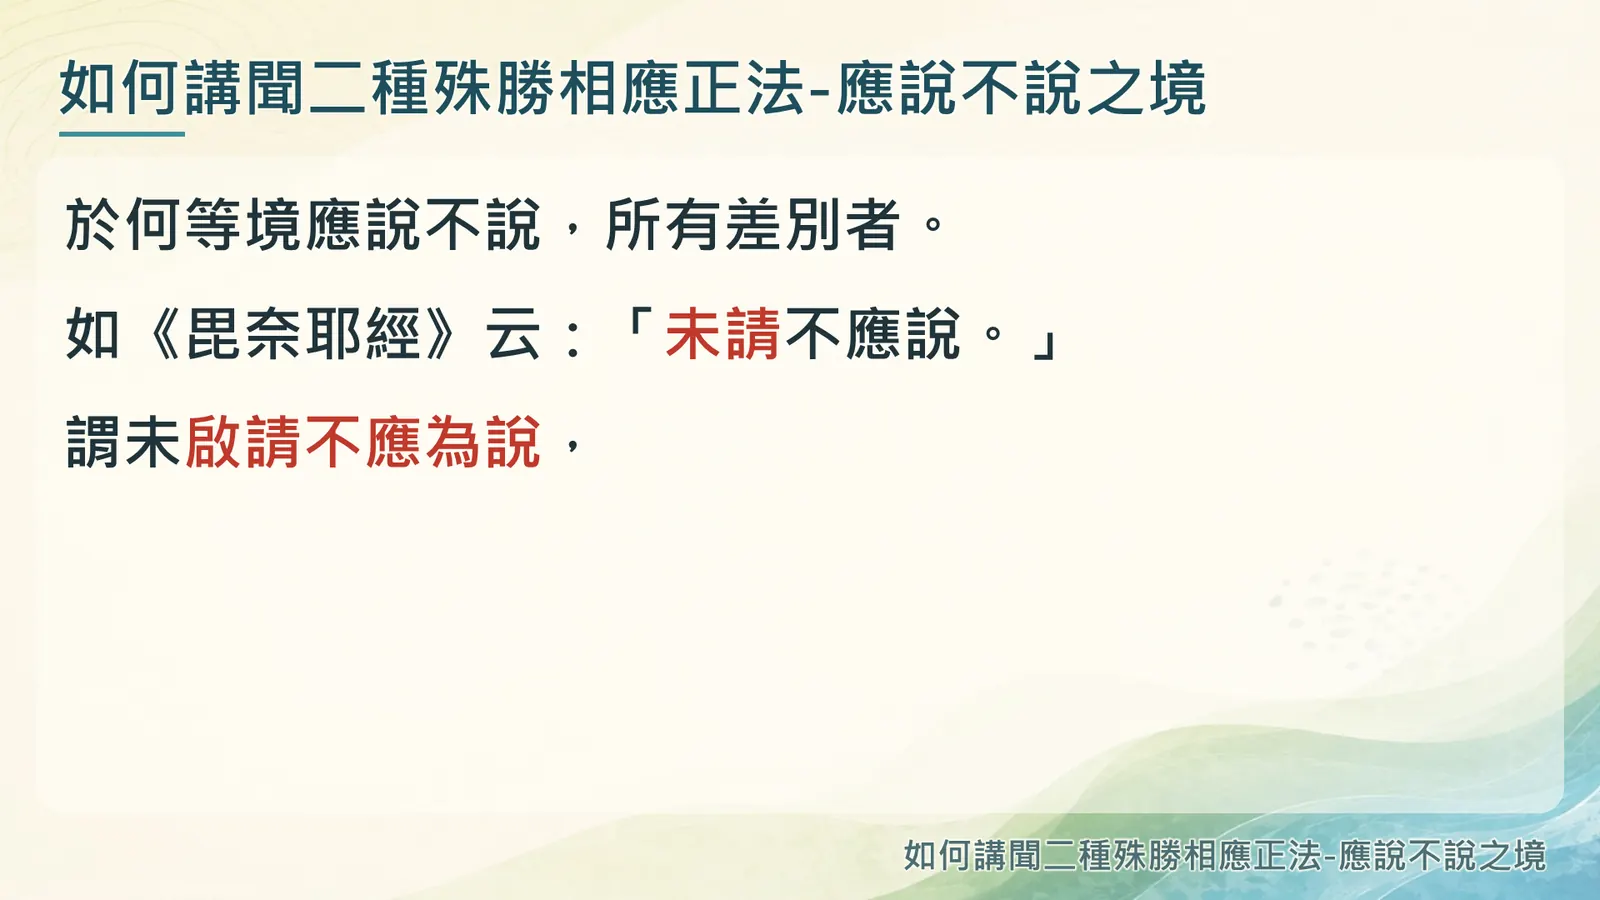 如何講聞二種殊勝相應正法-應說不說之境
於何等境應說不說，所有差別者。
如《毘奈耶經》云：「未請不應說。」
謂未啟請不應為說，
如何講聞二種殊勝相應正法-應說不說之境